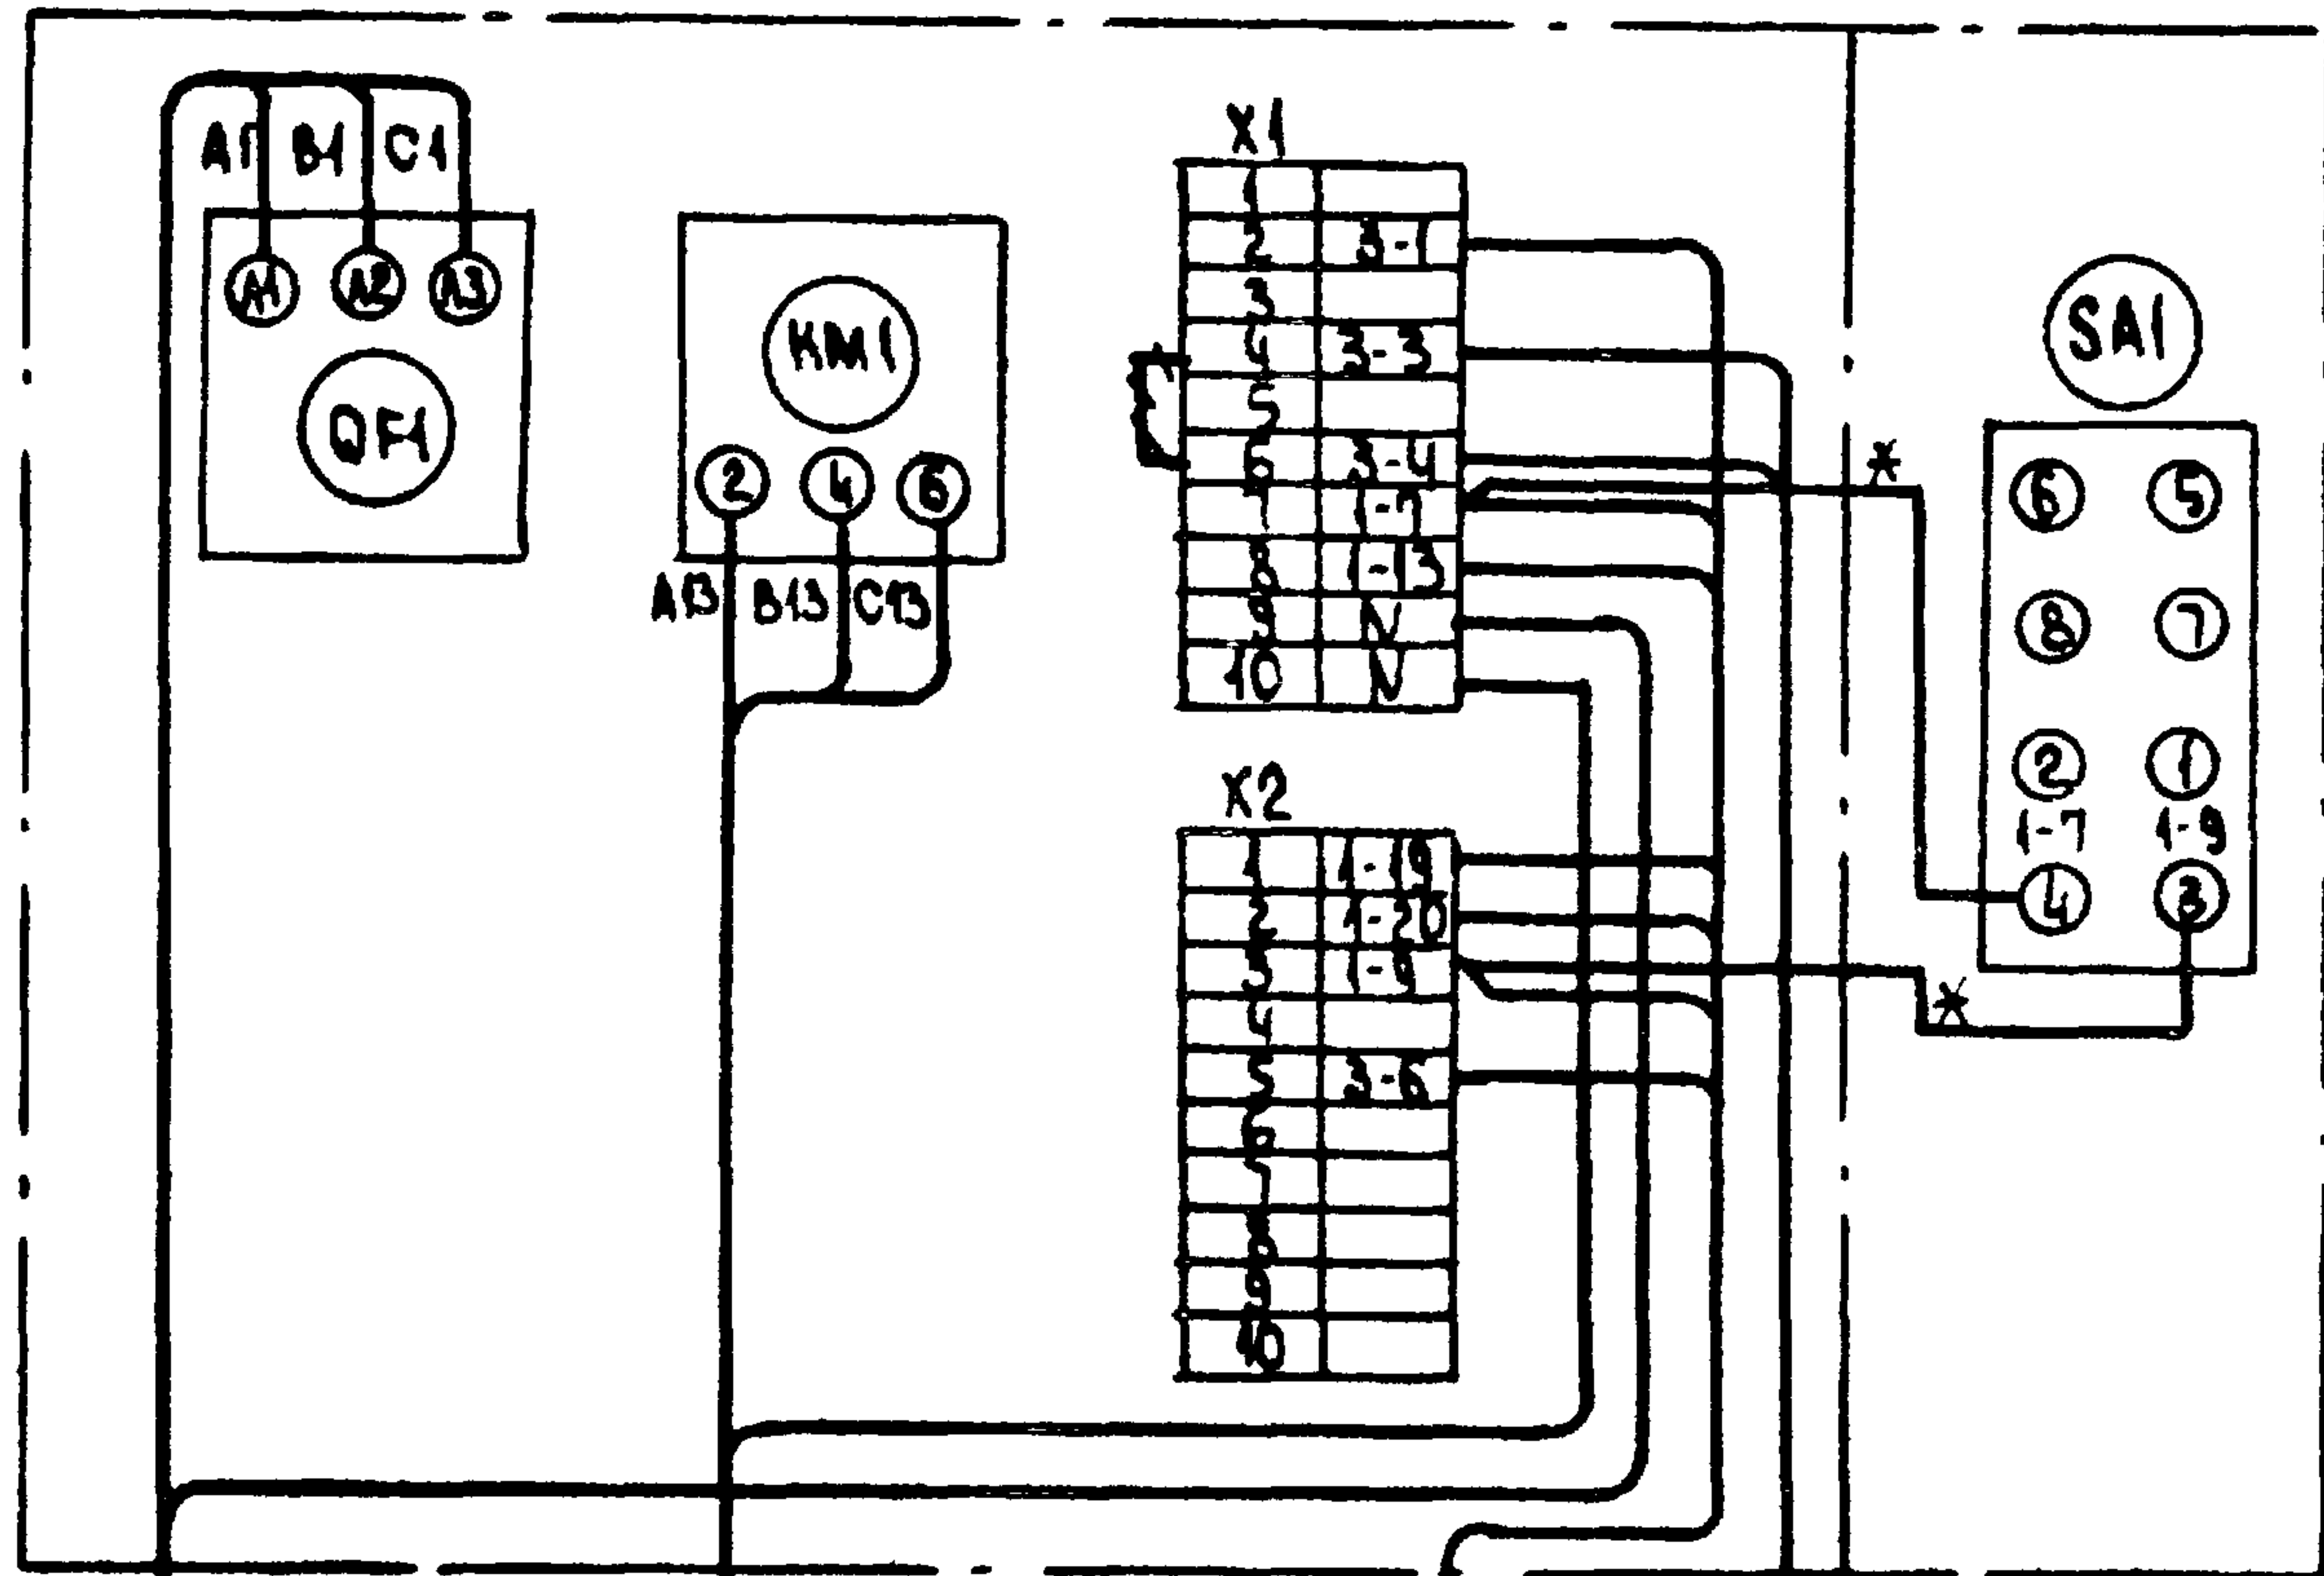 A1 B1 C1
A1 A2 A3
QF1
KM1
2 4 6
A13 B13 C13
X1
1
2 3-1
3
4 3-3
5
6 3-4
7 1-7
8 1-13
9 N
10 N
X2
1 1-19
2 1-20
3 1-9
4
5 3-6
6
7
8
9
10
SA1
*
6 5
8 7
2 1
1-7 1-9
4 3
*